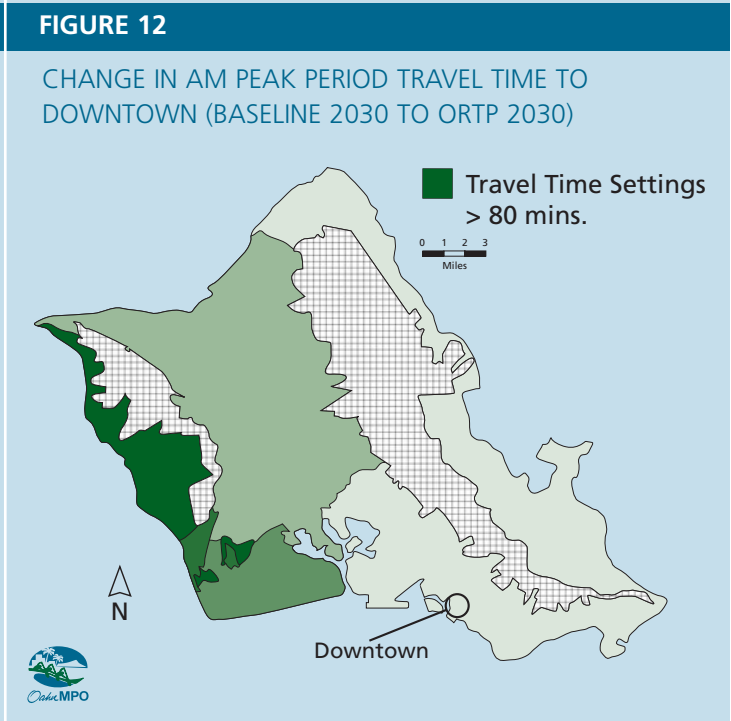 FIGURE 12
CHANGE IN AM PEAK PERIOD TRAVEL TIME TO
DOWNTOWN (BASELINE 2030 TO ORTP 2030)
Travel Time Settings
> 80 mins.
0 1 2 3
Miles
N
Downtown
OahuMPO